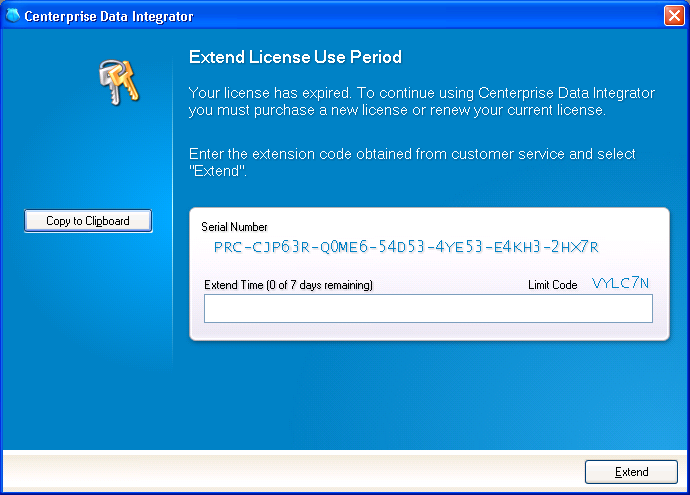 Centerprise Data Integrator
Extend License Use Period
Your license has expired. To continue using Centerprise Data Integrator
you must purchase a new license or renew your current license.
Enter the extension code obtained from customer service and select
"Extend".
Copy to Clipboard
Serial Number
PRC-CJP63R-Q0ME6-54D53-4YE53-E4KH3-2HX7R
Extend Time (0 of 7 days remaining)
Limit Code VYLC7N
Extend